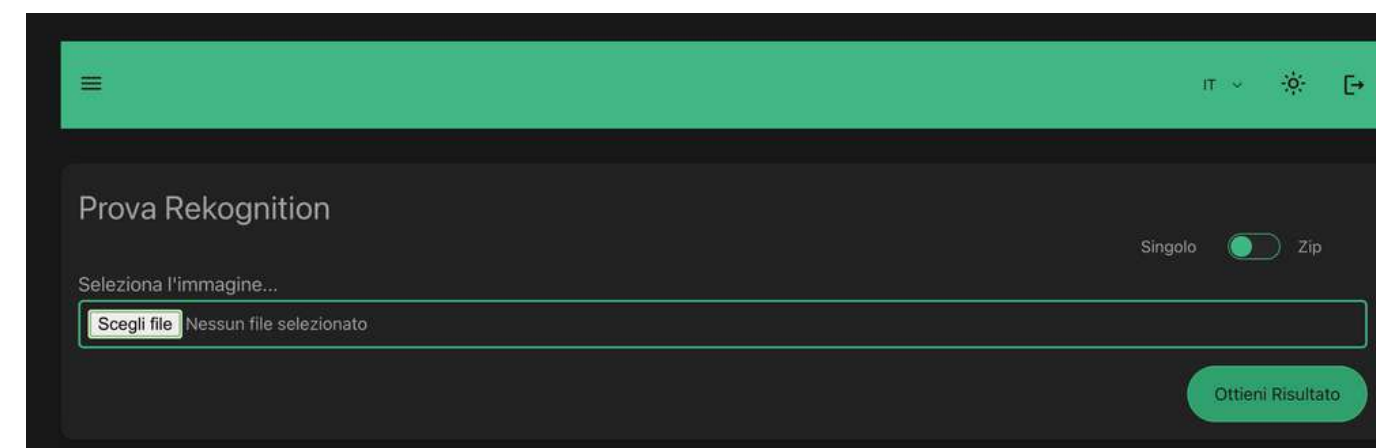 IT
Prova Rekognition
Singolo Zip
Seleziona l'immagine...
Scegli file Nessun file selezionato
Ottieni Risultato